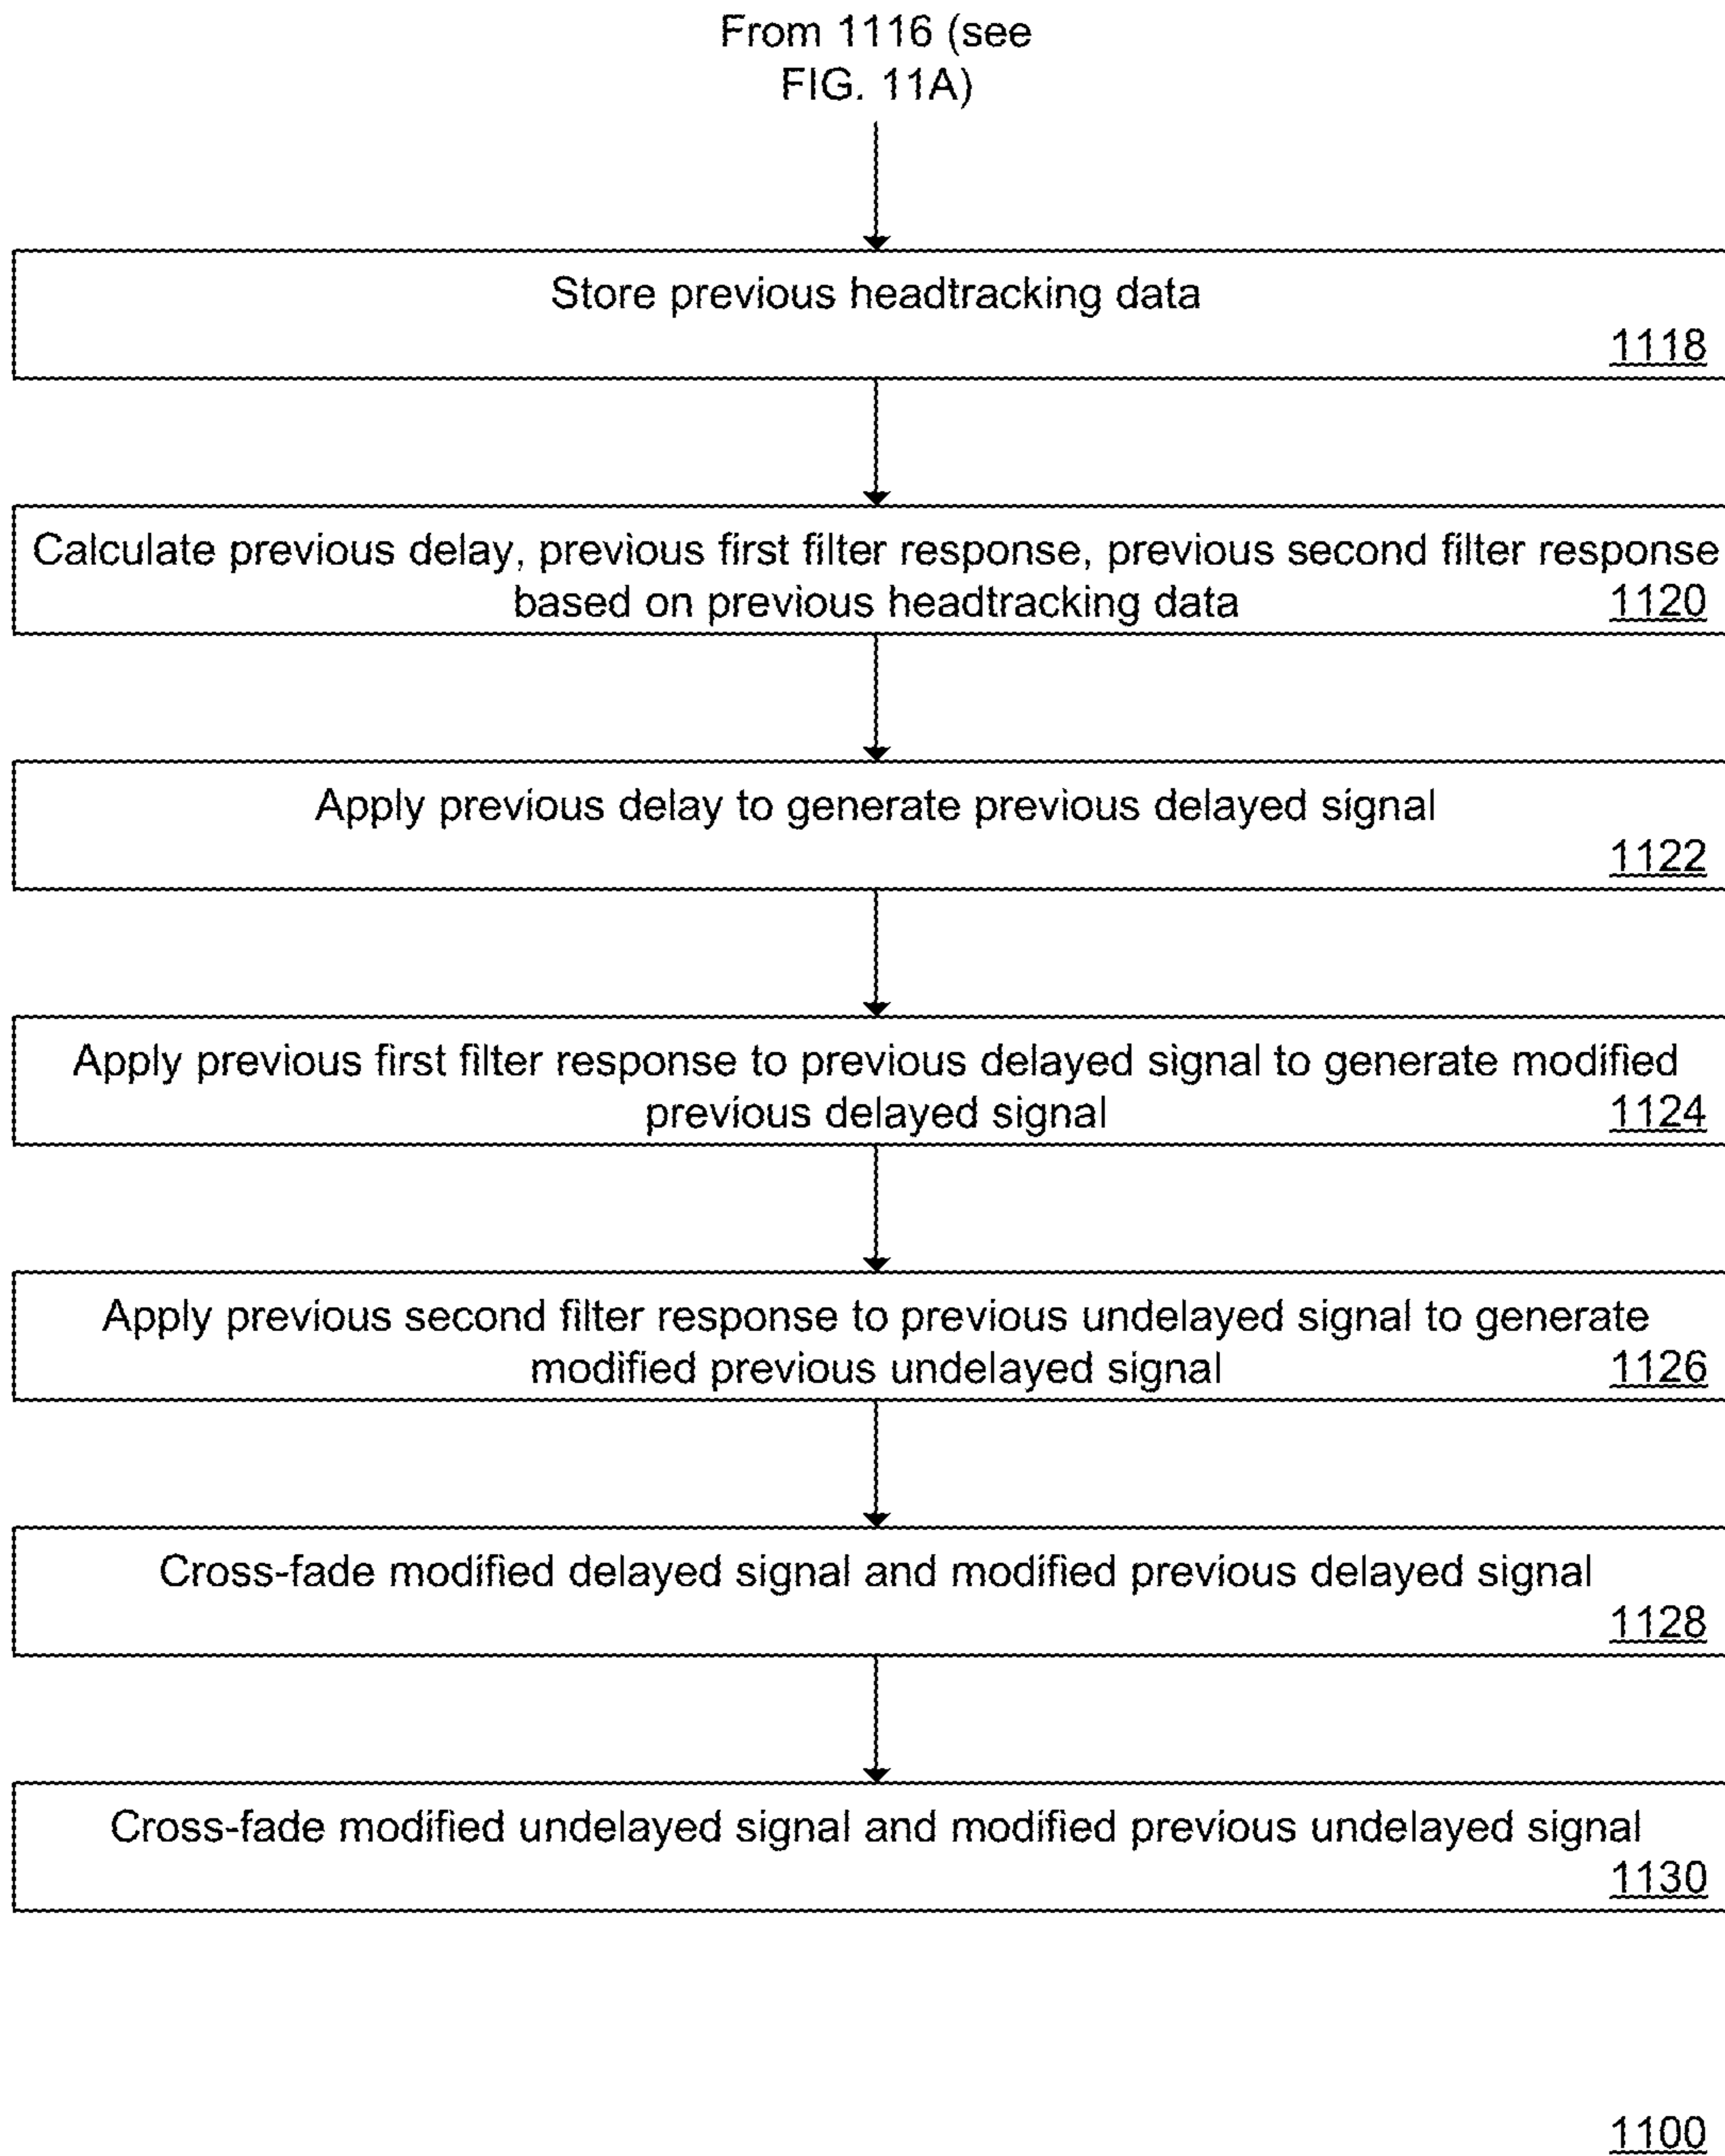 From 1116 (see
FIG. 11A)
Store previous headtracking data
1118
Calculate previous delay, previous first filter response, previous second filter response
based on previous headtracking data
1120
Apply previous delay to generate previous delayed signal
1122
Apply previous first filter response to previous delayed signal to generate modified
previous delayed signal
1124
Apply previous second filter response to previous undelayed signal to generate
modified previous undelayed signal
1126
Cross-fade modified delayed signal and modified previous delayed signal
1128
Cross-fade modified undelayed signal and modified previous undelayed signal
1130
1100